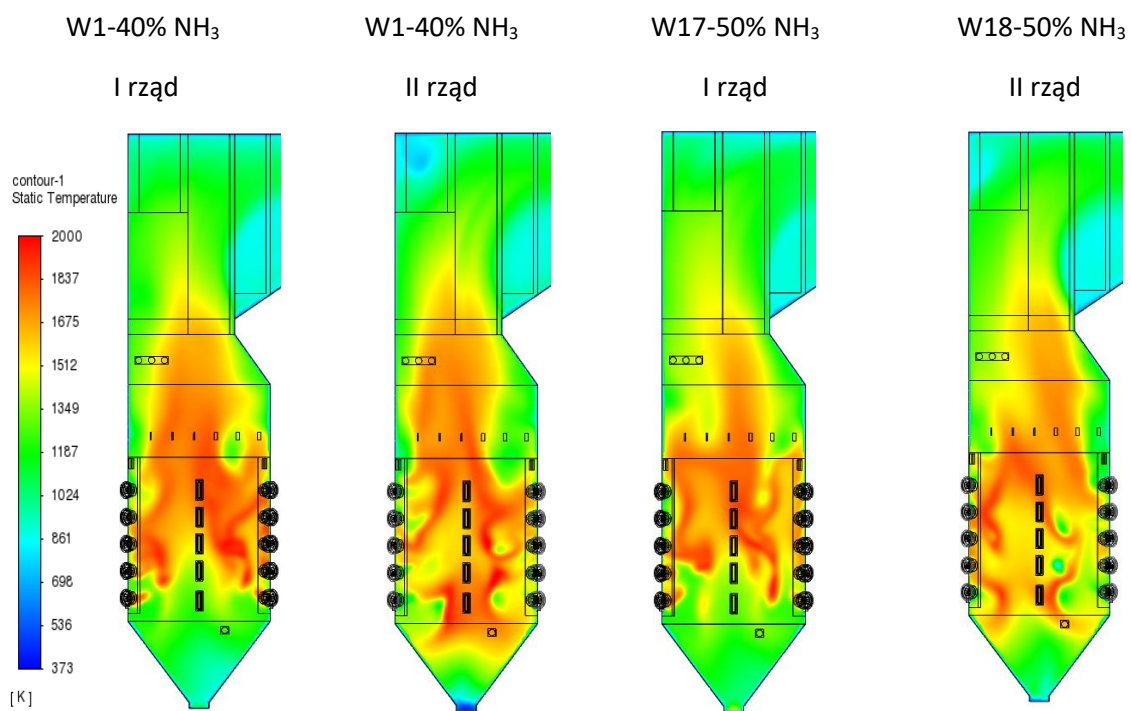 W1-40% NH₃
W1-40% NH₃
W17-50% NH₃
W18-50% NH₃
I rząd
II rząd
I rząd
II rząd
contour-1
Static Temperature
2000
1837
1675
1512
1349
1187
1024
861
698
536
373
[ K ]